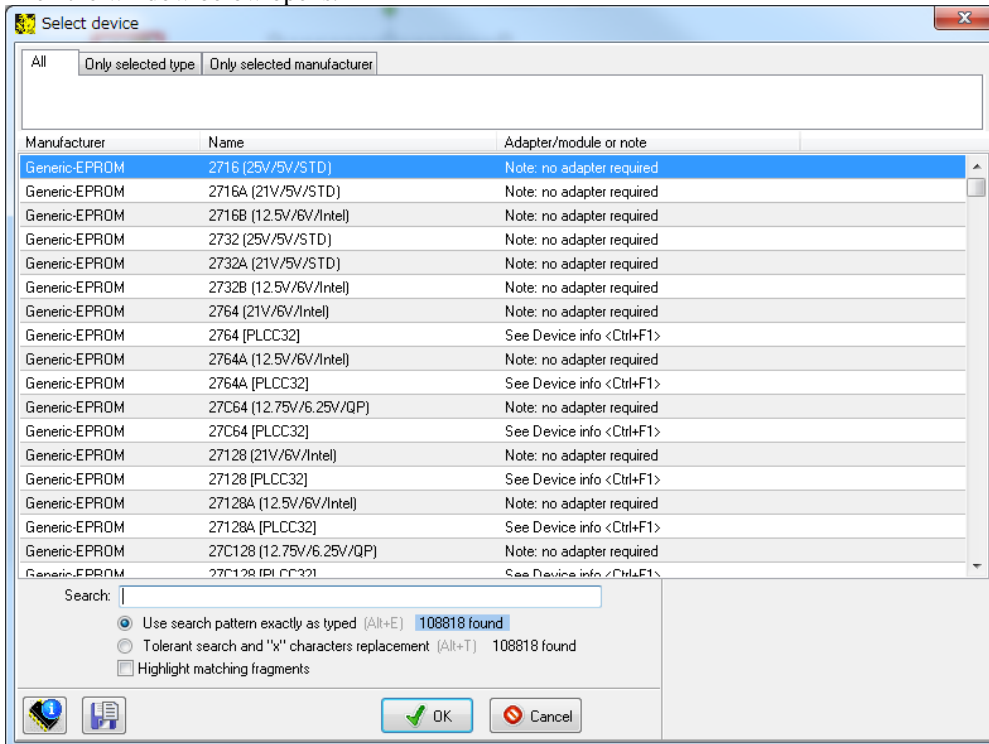 Select device
All Only selected type Only selected manufacturer
Manufacturer Name Adapter/module or note
Generic-EPROM 2716 (25V/5V/STD) Note: no adapter required
Generic-EPROM 2716A (21V/5V/STD) Note: no adapter required
Generic-EPROM 2716B (12.5V/6V/Intel) Note: no adapter required
Generic-EPROM 2732 (25V/5V/STD) Note: no adapter required
Generic-EPROM 2732A (21V/5V/STD) Note: no adapter required
Generic-EPROM 2732B (12.5V/6V/Intel) Note: no adapter required
Generic-EPROM 2764 (21V/6V/Intel) Note: no adapter required
Generic-EPROM 2764 [PLCC32] See Device info <Ctrl+F1>
Generic-EPROM 2764A (12.5V/6V/Intel) Note: no adapter required
Generic-EPROM 2764A [PLCC32] See Device info <Ctrl+F1>
Generic-EPROM 27C64 (12.75V/6.25V/QP) Note: no adapter required
Generic-EPROM 27C64 [PLCC32] See Device info <Ctrl+F1>
Generic-EPROM 27128 (21V/6V/Intel) Note: no adapter required
Generic-EPROM 27128 [PLCC32] See Device info <Ctrl+F1>
Generic-EPROM 27128A (12.5V/6V/Intel) Note: no adapter required
Generic-EPROM 27128A [PLCC32] See Device info <Ctrl+F1>
Generic-EPROM 27C128 (12.75V/6.25V/QP) Note: no adapter required
Generic-EPROM 27C128 [PLCC32] See Device info <Ctrl+F1>
Search:
Use search pattern exactly as typed (Alt+E) 108818 found
Tolerant search and "x" characters replacement (Alt+T) 108818 found
Highlight matching fragments
OK Cancel